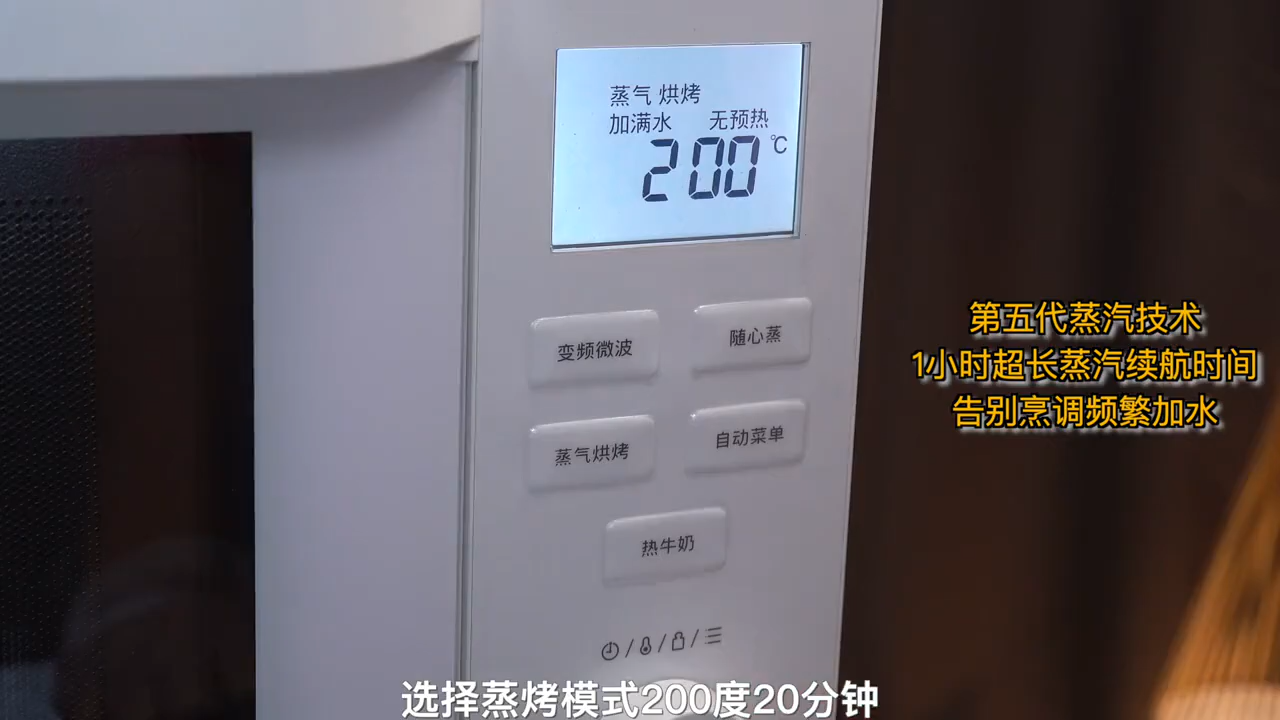 蒸气 烘烤
加满水 无预热
200℃
变频微波
随心蒸
蒸气烘烤
自动菜单
热牛奶
第五代蒸汽技术
1小时超长蒸汽续航时间
告别烹调频繁加水
选择蒸烤模式200度20分钟